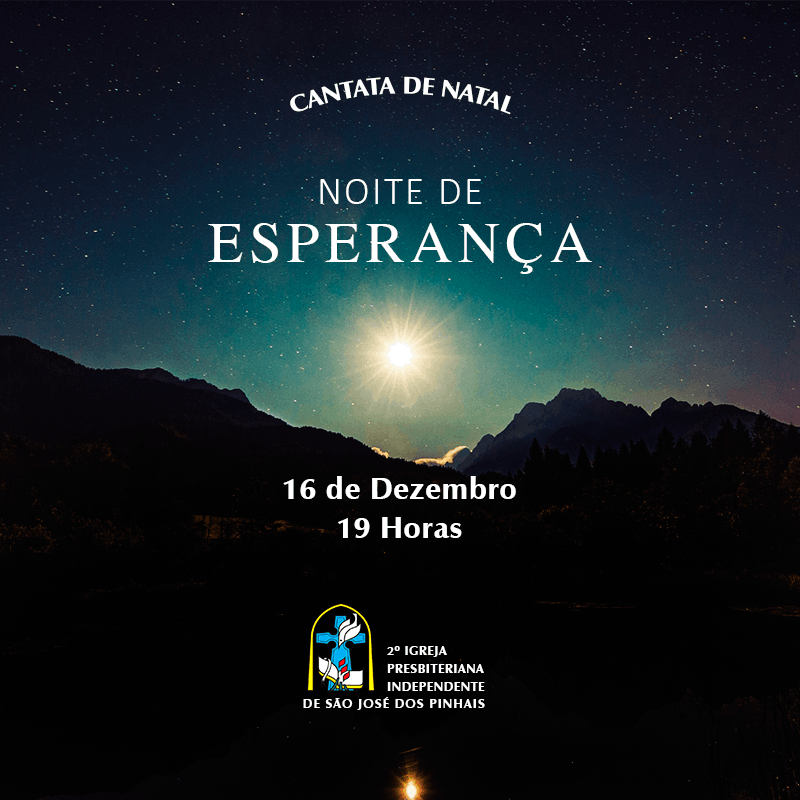 CANTATA DE NATAL
NOITE DE
ESPERANÇA
16 de Dezembro
19 Horas
2º IGREJA
PRESBITERIANA
INDEPENDENTE
DE SÃO JOSÉ DOS PINHAIS